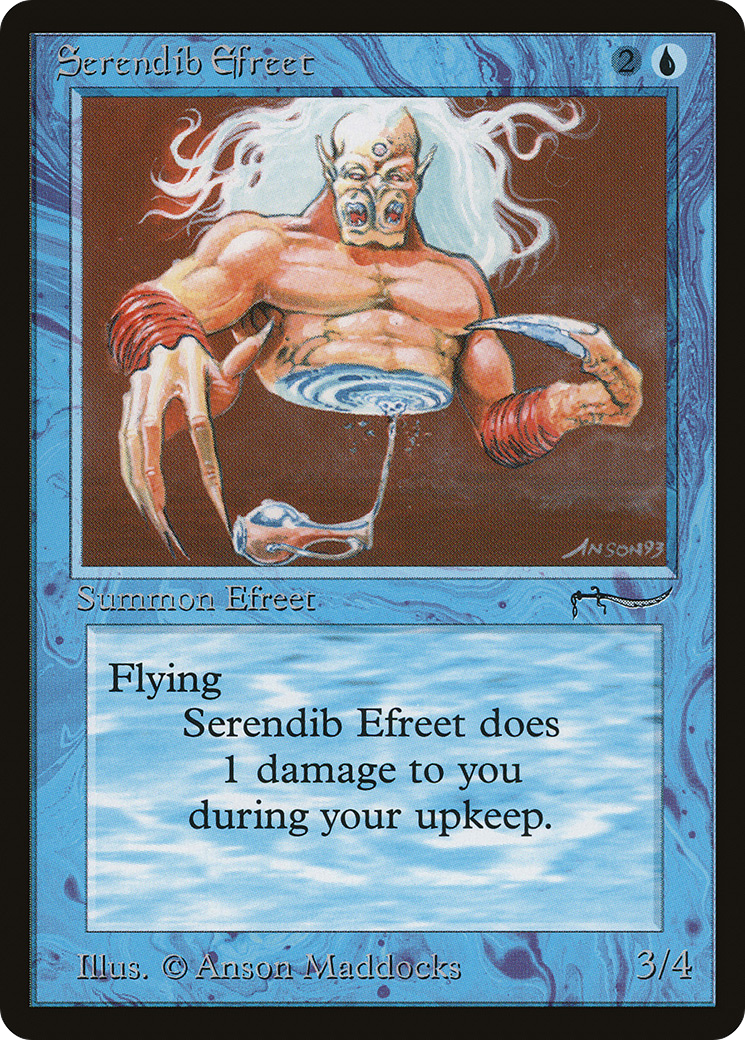 Serendib Efreet 2
ANSON93
Summon Efreet
Flying
Serendib Efreet does
1 damage to you
during your upkeep.
Illus. © Anson Maddocks 3/4